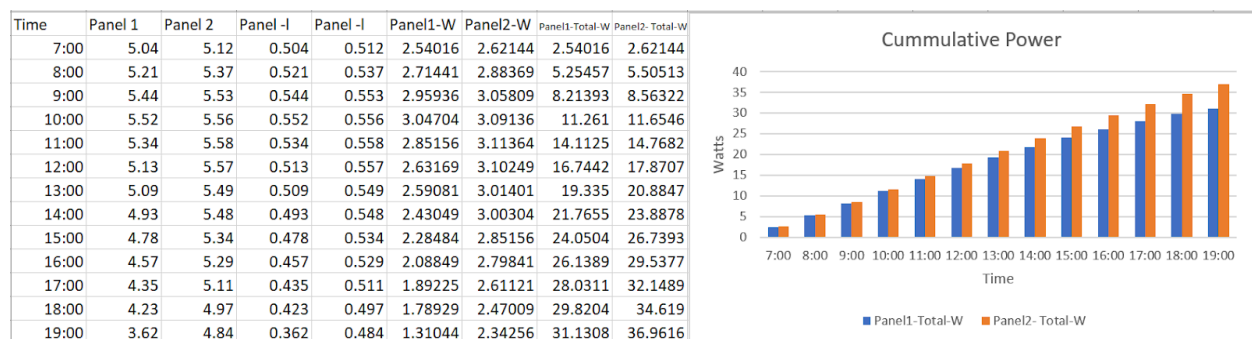 Time Panel 1 Panel 2 Panel -I Panel -I Panel1-W Panel2-W Panel1-Total-W Panel2- Total-W
7:00 5.04 5.12 0.504 0.512 2.54016 2.62144 2.54016 2.62144
8:00 5.21 5.37 0.521 0.537 2.71441 2.88369 5.25457 5.50513
9:00 5.44 5.53 0.544 0.553 2.95936 3.05809 8.21393 8.56322
10:00 5.52 5.56 0.552 0.556 3.04704 3.09136 11.261 11.6546
11:00 5.34 5.58 0.534 0.558 2.85156 3.11364 14.1125 14.7682
12:00 5.13 5.57 0.513 0.557 2.63169 3.10249 16.7442 17.8707
13:00 5.09 5.49 0.509 0.549 2.59081 3.01401 19.335 20.8847
14:00 4.93 5.48 0.493 0.548 2.43049 3.00304 21.7655 23.8878
15:00 4.78 5.34 0.478 0.534 2.28484 2.85156 24.0504 26.7393
16:00 4.57 5.29 0.457 0.529 2.08849 2.79841 26.1389 29.5377
17:00 4.35 5.11 0.435 0.511 1.89225 2.61121 28.0311 32.1489
18:00 4.23 4.97 0.423 0.497 1.78929 2.47009 29.8204 34.619
19:00 3.62 4.84 0.362 0.484 1.31044 2.34256 31.1308 36.9616
Cummulative Power
Watts
40
35
30
25
20
15
10
5
0
7:00 8:00 9:00 10:00 11:00 12:00 13:00 14:00 15:00 16:00 17:00 18:00 19:00
Time
Panel1-Total-W Panel2- Total-W